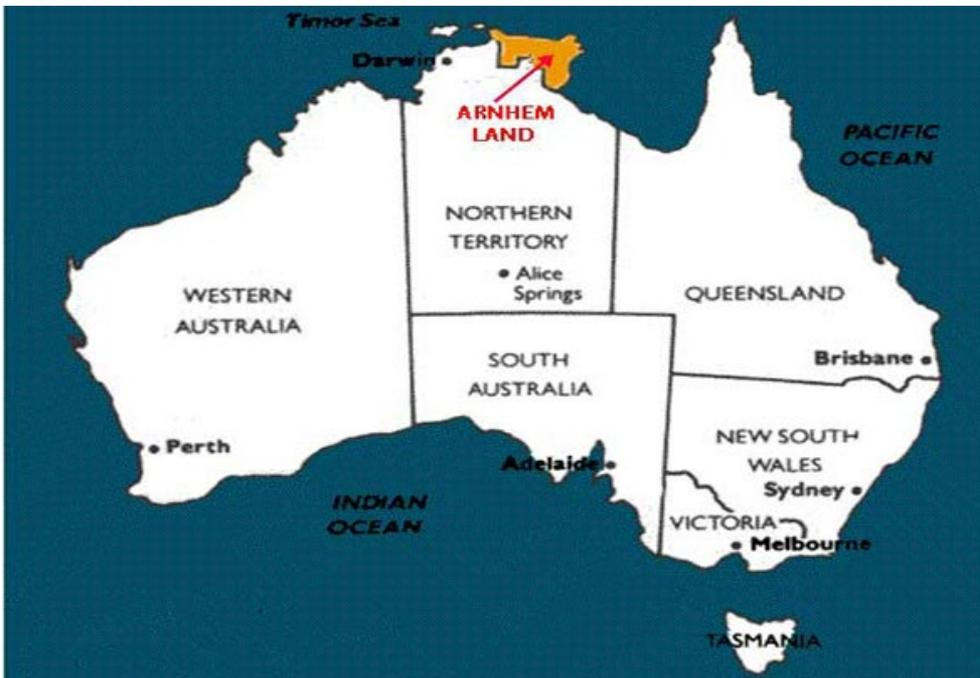 Timor Sea
Darwin
ARNHEM
LAND
PACIFIC
OCEAN
NORTHERN
TERRITORY
Alice
Springs
WESTERN
AUSTRALIA
QUEENSLAND
SOUTH
AUSTRALIA
Brisbane
Perth
NEW SOUTH
WALES
Adelaide
Sydney
INDIAN
OCEAN
VICTORIA
Melbourne
TASMANIA